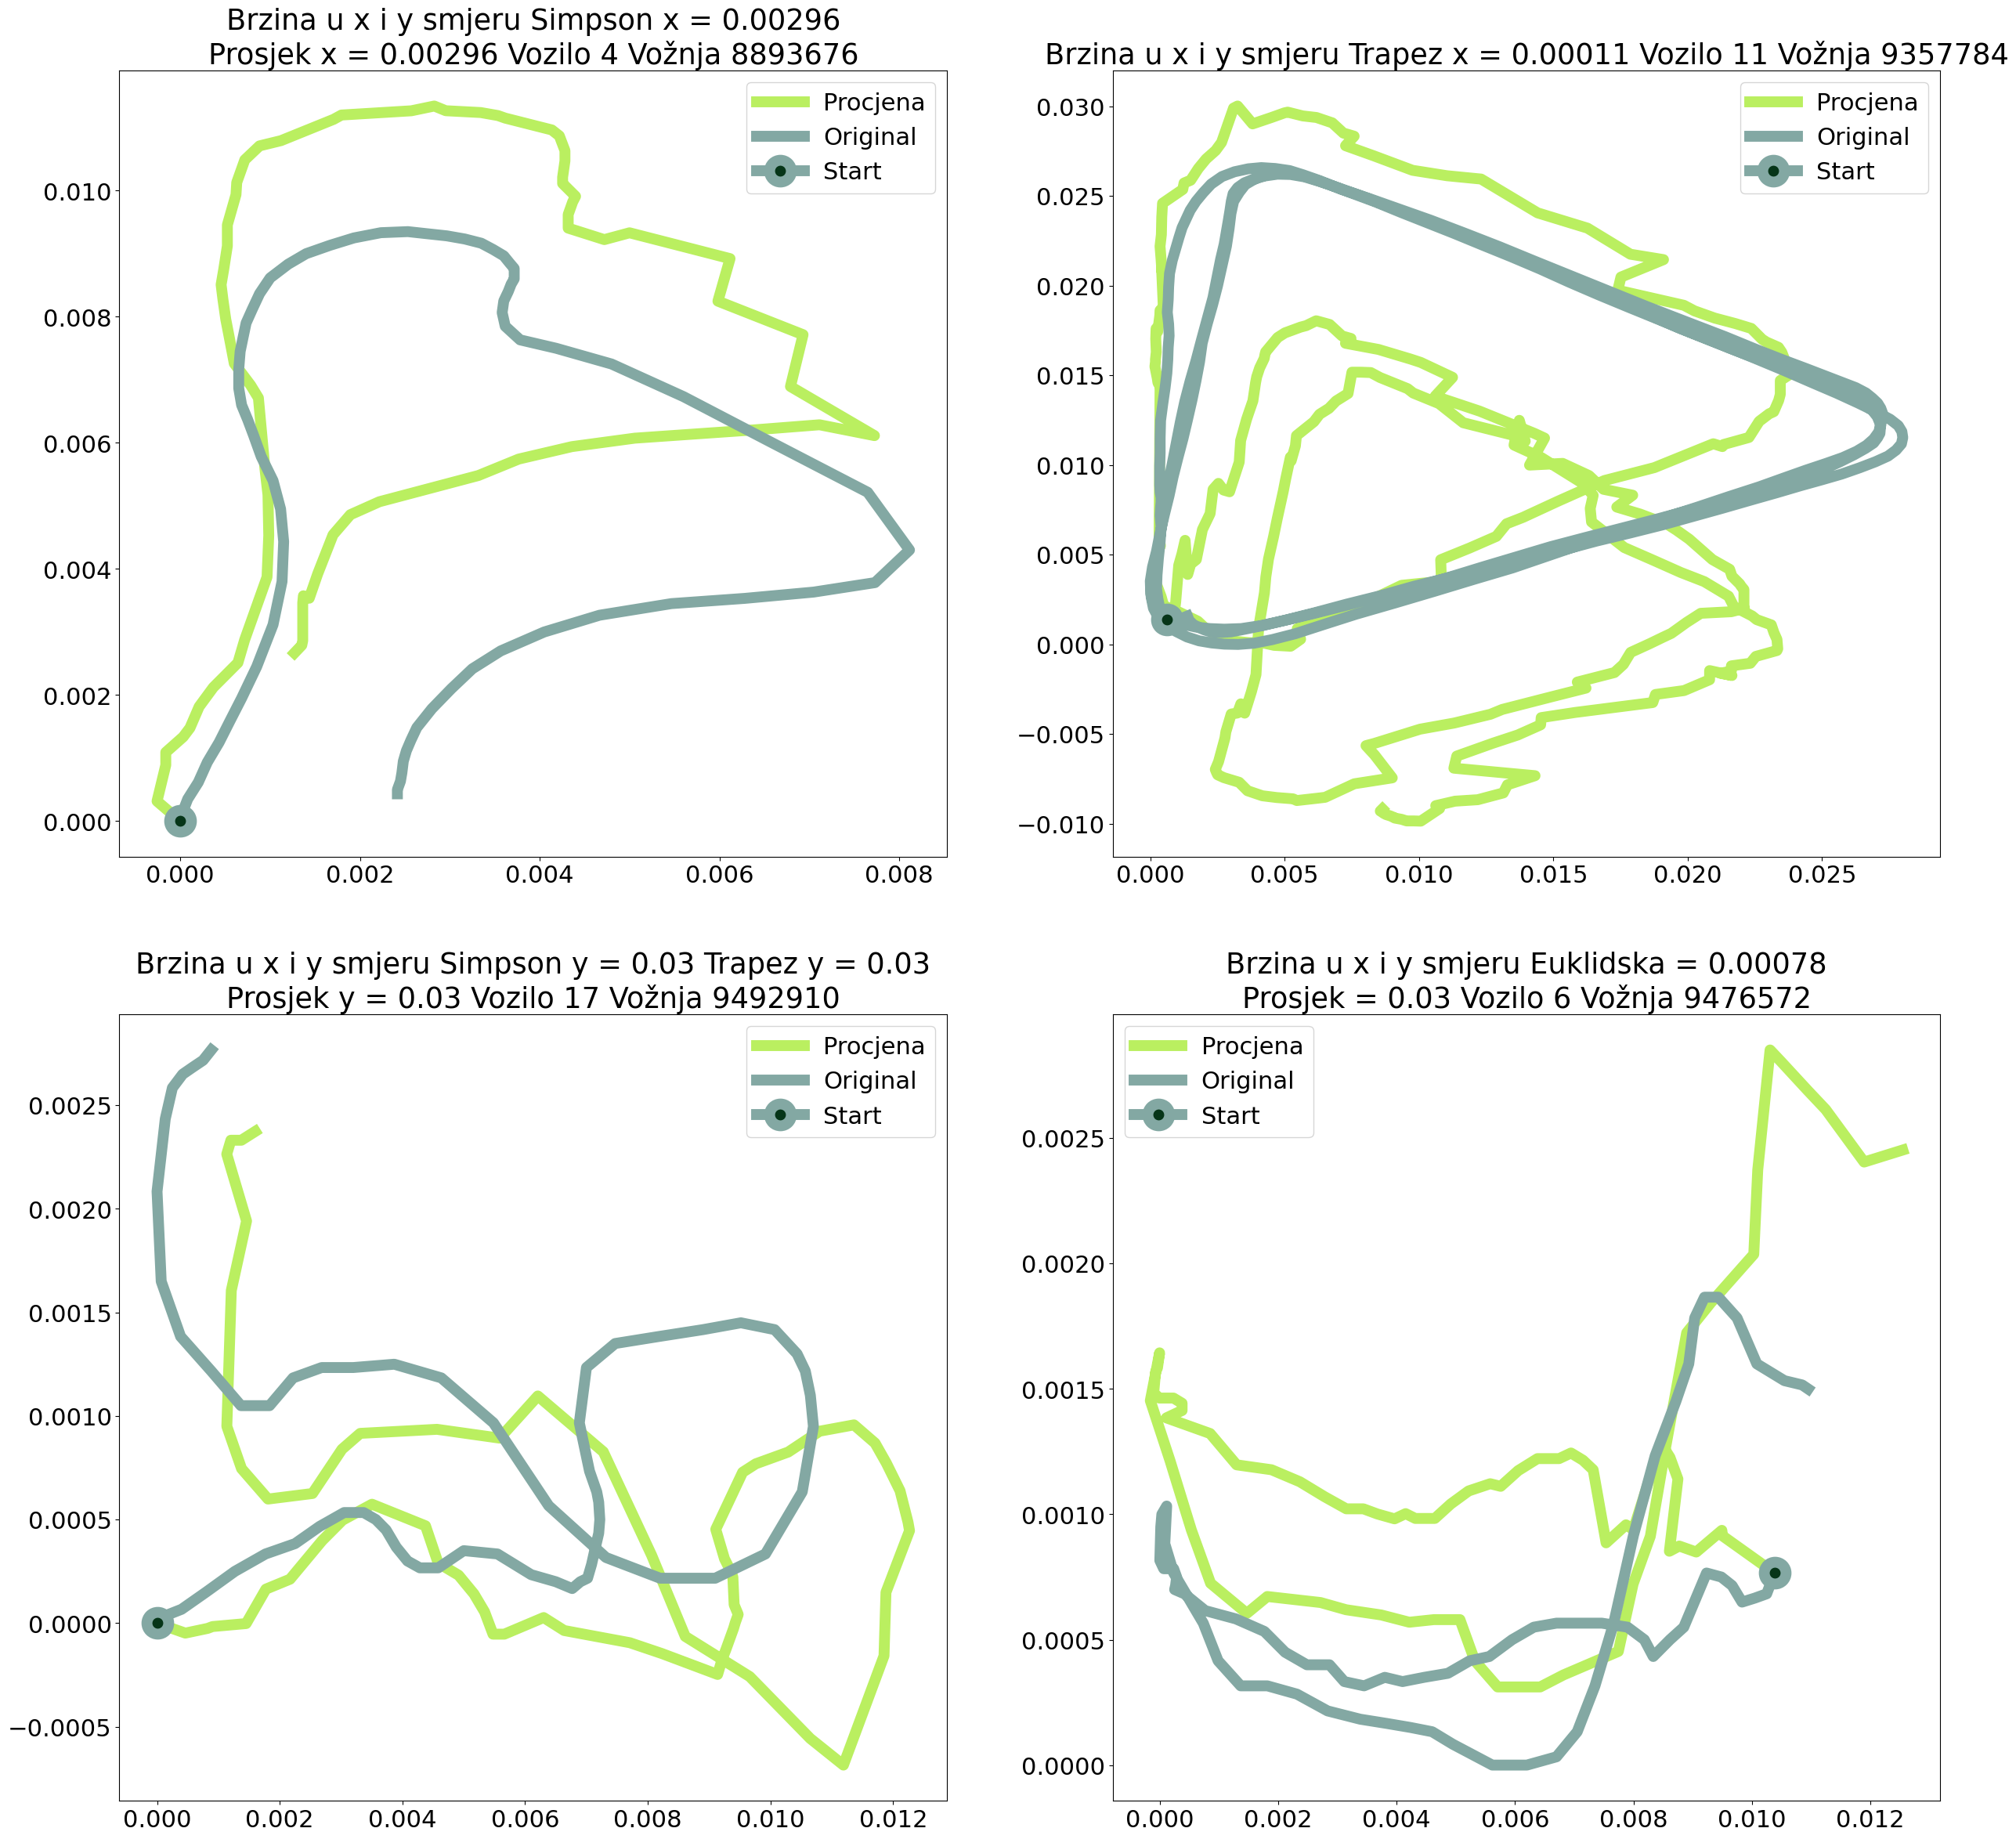 Brzina u x i y smjeru Simpson x = 0.00296
Prosjek x = 0.00296 Vozilo 4 Vožnja 8893676
Procjena
Original
Start
0.010
0.008
0.006
0.004
0.002
0.000
0.000 0.002 0.004 0.006 0.008
Brzina u x i y smjeru Trapez x = 0.00011 Vozilo 11 Vožnja 9357784
Procjena
Original
Start
0.030
0.025
0.020
0.015
0.010
0.005
0.000
−0.005
−0.010
0.000 0.005 0.010 0.015 0.020 0.025
Brzina u x i y smjeru Simpson y = 0.03 Trapez y = 0.03
Prosjek y = 0.03 Vozilo 17 Vožnja 9492910
Procjena
Original
Start
0.0025
0.0020
0.0015
0.0010
0.0005
0.0000
−0.0005
0.000 0.002 0.004 0.006 0.008 0.010 0.012
Brzina u x i y smjeru Euklidska = 0.00078
Prosjek = 0.03 Vozilo 6 Vožnja 9476572
Procjena
Original
Start
0.0025
0.0020
0.0015
0.0010
0.0005
0.0000
0.000 0.002 0.004 0.006 0.008 0.010 0.012